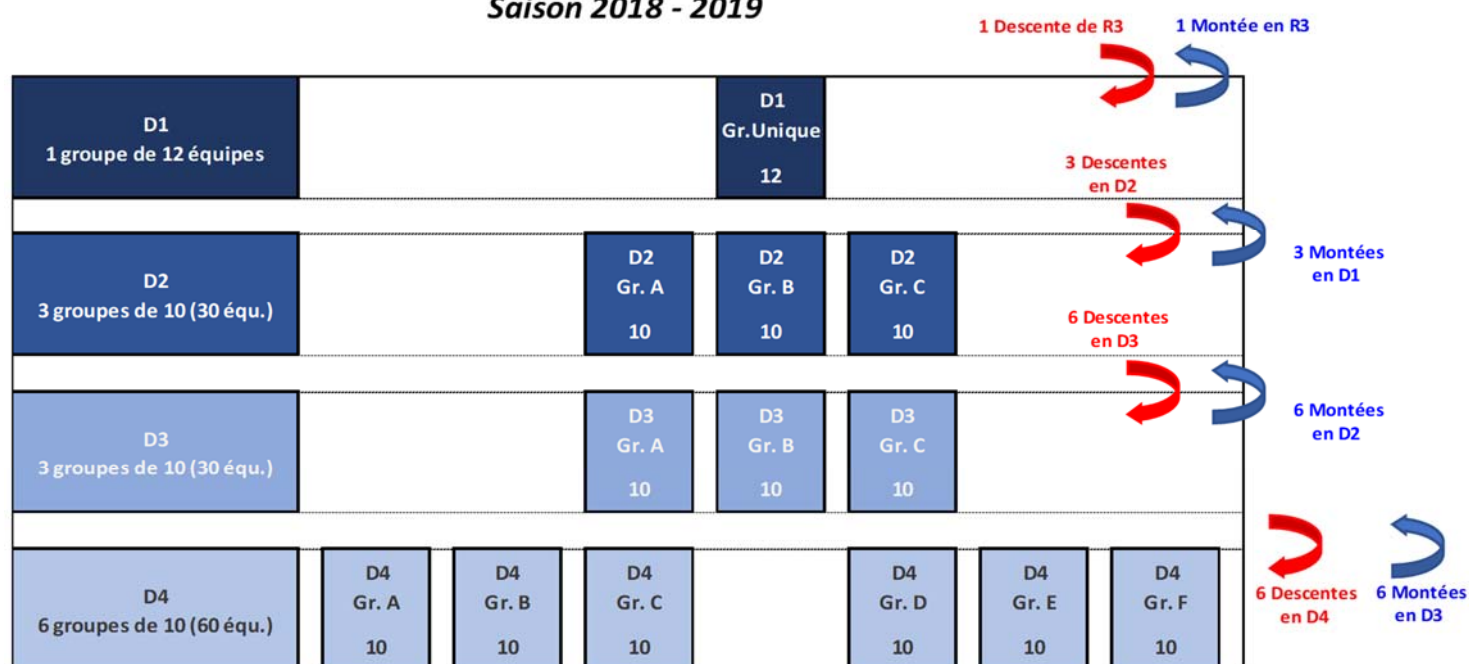 Saison 2018 - 2019
1 Descente de R3
1 Montée en R3
D1
1 groupe de 12 équipes
D1
Gr.Unique
12
3 Descentes
en D2
3 Montées
en D1
D2
3 groupes de 10 (30 équ.)
D2
Gr. A
10
D2
Gr. B
10
D2
Gr. C
10
6 Descentes
en D3
6 Montées
en D2
D3
3 groupes de 10 (30 équ.)
D3
Gr. A
10
D3
Gr. B
10
D3
Gr. C
10
D4
6 groupes de 10 (60 équ.)
D4
Gr. A
10
D4
Gr. B
10
D4
Gr. C
10
D4
Gr. D
10
D4
Gr. E
10
D4
Gr. F
10
6 Descentes
en D4
6 Montées
en D3